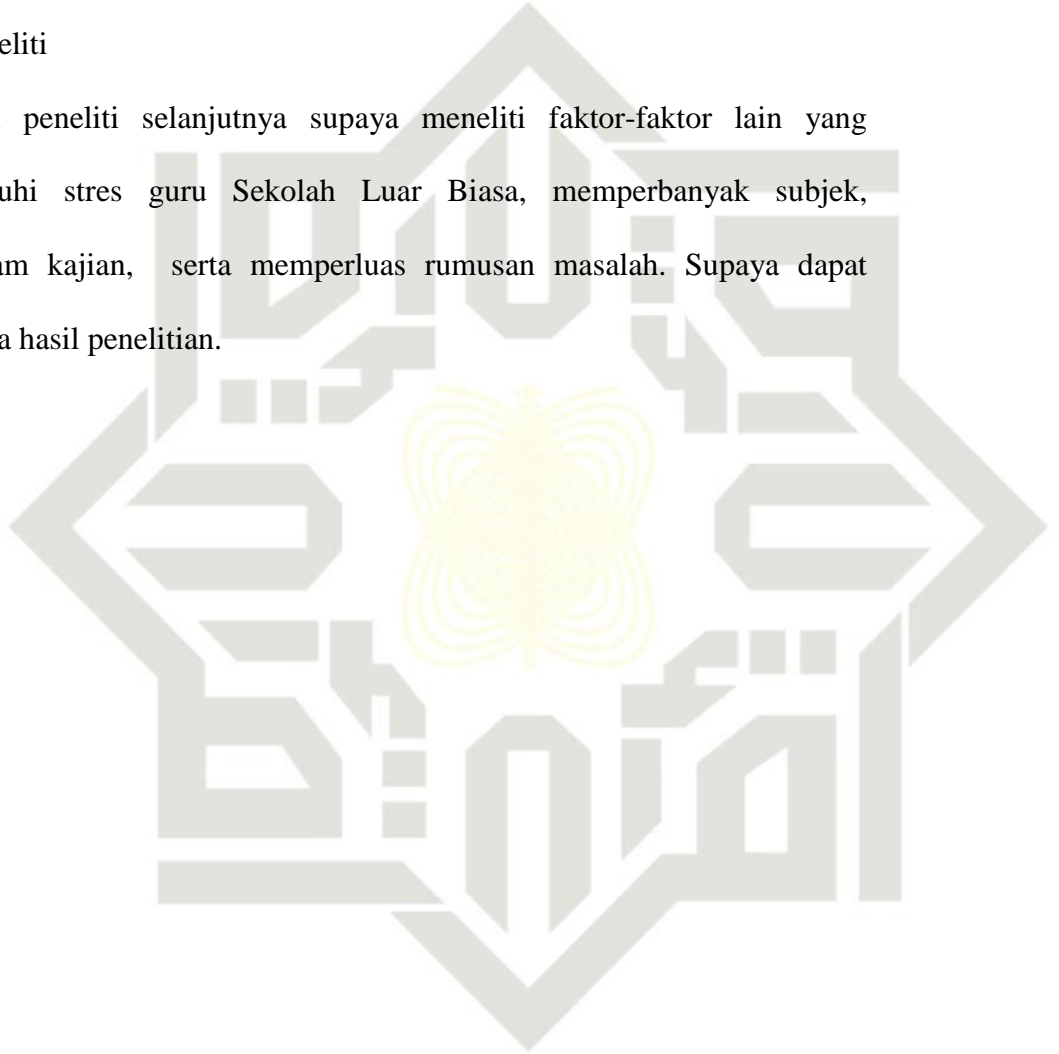 eliti
peneliti selanjutnya supaya meneliti faktor-faktor lain yang
uhi stres guru Sekolah Luar Biasa, memperbanyak subjek,
am kajian, serta memperluas rumusan masalah. Supaya dapat
a hasil penelitian.